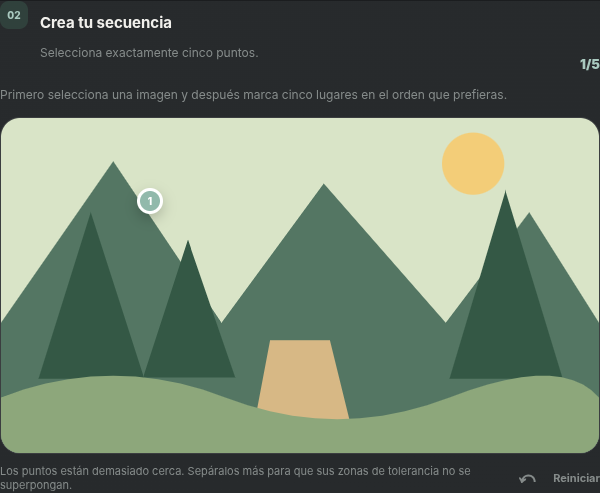 02
Crea tu secuencia
Selecciona exactamente cinco puntos.
1/5
Primero selecciona una imagen y después marca cinco lugares en el orden que prefieras.
1
Los puntos están demasiado cerca. Sepáralos más para que sus zonas de tolerancia no se
superpongan.
Reiniciar